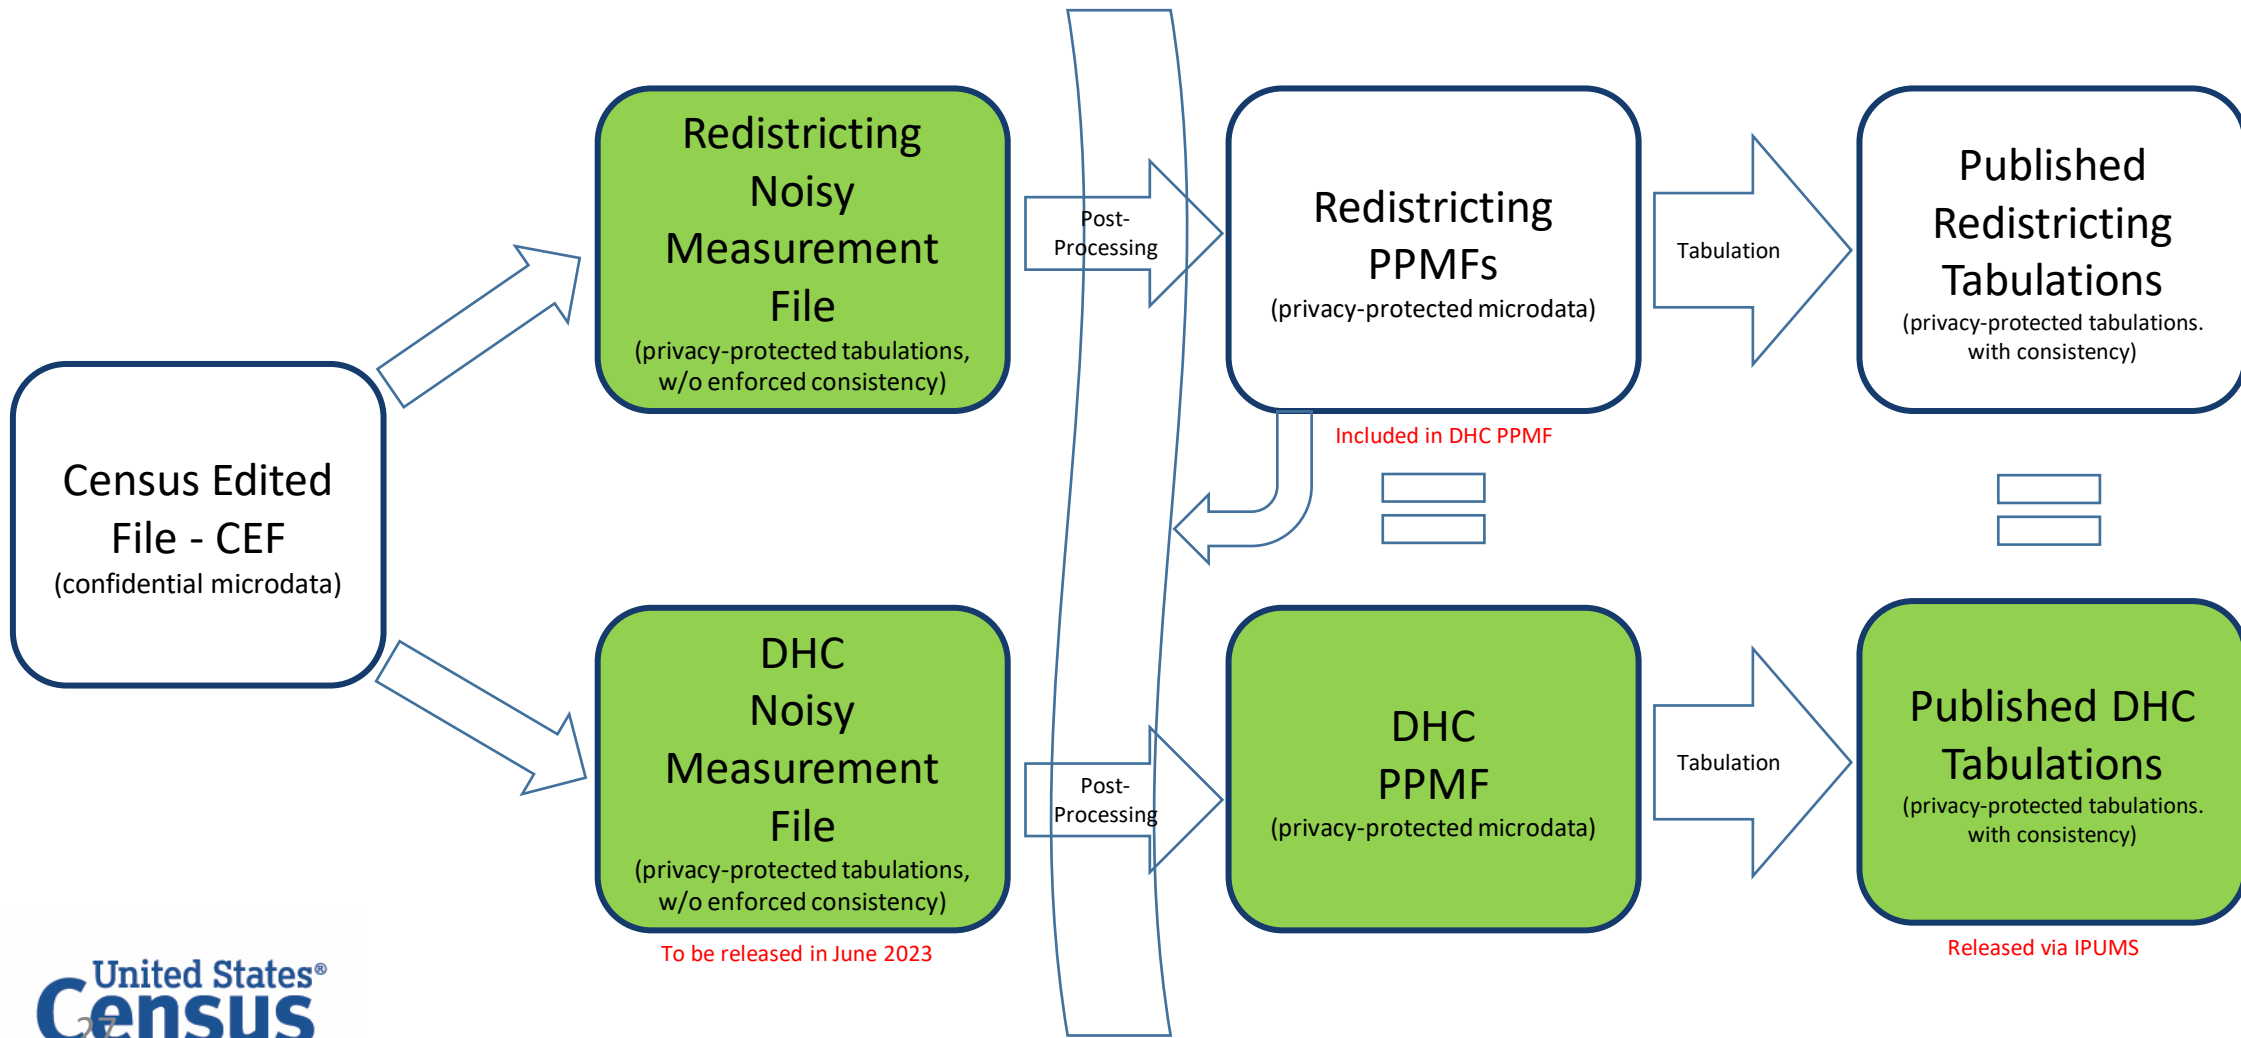 Census Edited
File - CEF
(confidential microdata)
Redistricting
Noisy
Measurement
File
(privacy-protected tabulations,
w/o enforced consistency)
Post-
Processing
Redistricting
PPMFs
(privacy-protected microdata)
Included in DHC PPMF
Tabulation
Published
Redistricting
Tabulations
(privacy-protected tabulations.
with consistency)
DHC
Noisy
Measurement
File
(privacy-protected tabulations,
w/o enforced consistency)
To be released in June 2023
Post-
Processing
DHC
PPMF
(privacy-protected microdata)
Tabulation
Published DHC
Tabulations
(privacy-protected tabulations.
with consistency)
Released via IPUMS
United States®
Census
27